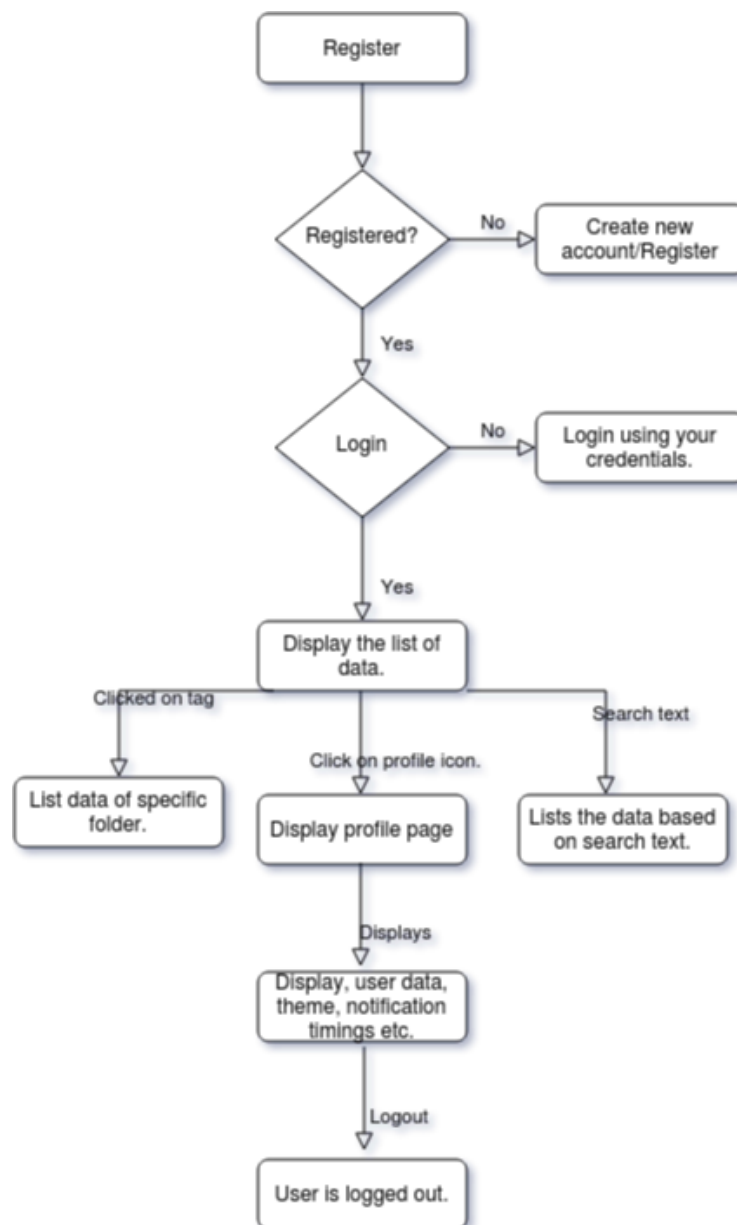 Register
Registered?
No
Create new
account/Register
Yes
Login
No
Login using your
credentials.
Yes
Display the list of
data.
Clicked on tag
Search text
Click on profile icon.
List data of specific
folder.
Display profile page
Lists the data based
on search text.
Displays
Display, user data,
theme, notification
timings etc.
Logout
User is logged out.